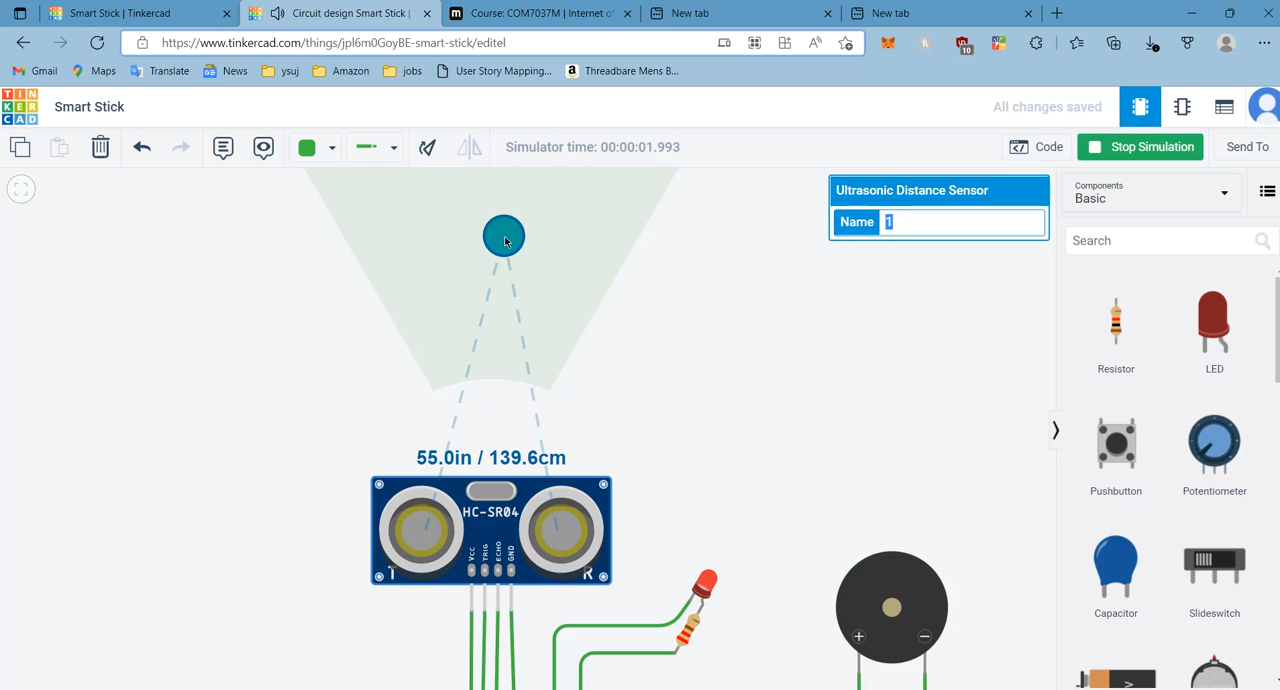 Smart Stick | Tinkercad
Circuit design Smart Stick |
Course: COM7037M | Internet of
New tab
New tab
https://www.tinkercad.com/things/jpl6m0GoyBE-smart-stick/editel
10
Gmail
Maps
Translate
News
ysuj
Amazon
jobs
User Story Mapping...
Threadbare Mens B...
TIN
KER
CAD
Smart Stick
All changes saved
Simulator time: 00:00:01.993
Code
Stop Simulation
Send To
Ultrasonic Distance Sensor
Name 1
Components
Basic
Search
Resistor
LED
Pushbutton
Potentiometer
Capacitor
Slideswitch
55.0in / 139.6cm
HC-SR04
Vcc
TRIG
ECHO
GND
T
R